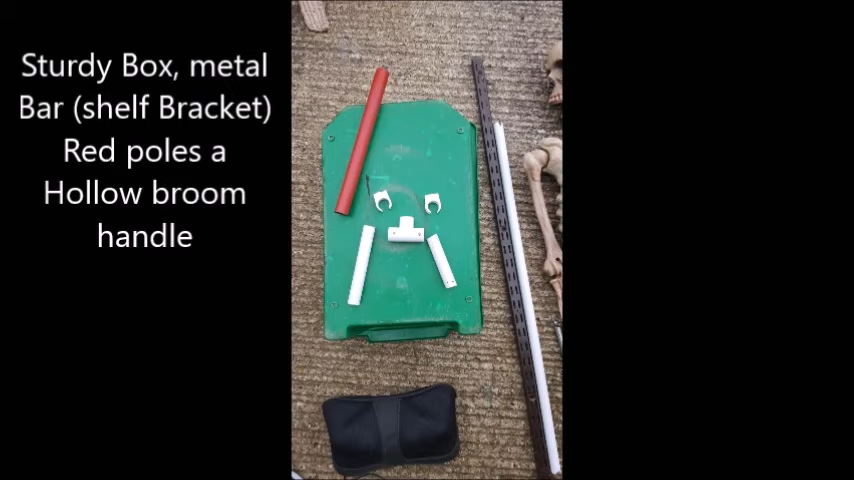 Sturdy Box, metal
Bar (shelf Bracket)
Red poles a
Hollow broom
handle